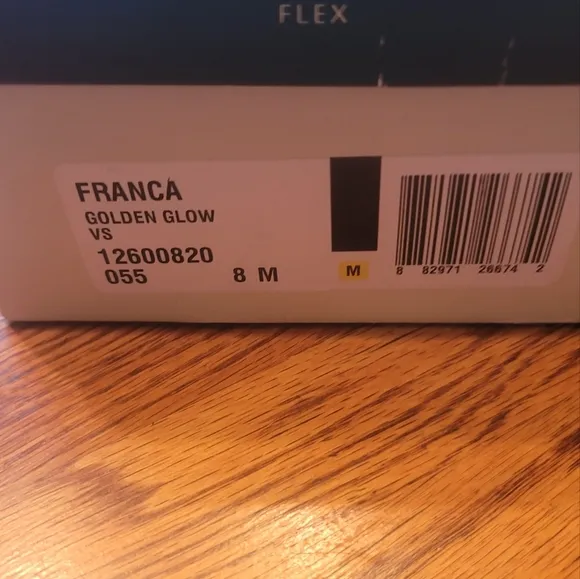 FLEX
FRANCA
GOLDEN GLOW
VS
12600820
055 8 M
M
8 82971 26674 2